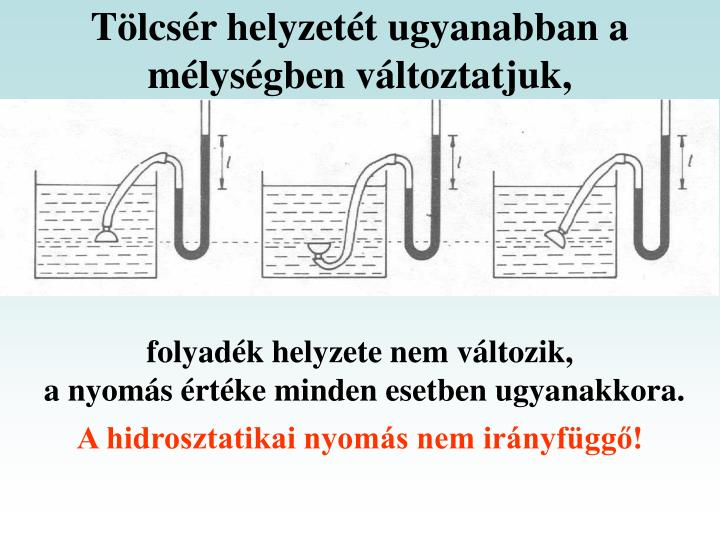 Tölcsér helyzetét ugyanabban a
mélységben változtatjuk,
l
l
l
folyadék helyzete nem változik,
a nyomás értéke minden esetben ugyanakkora.
A hidrosztatikai nyomás nem irányfüggő!